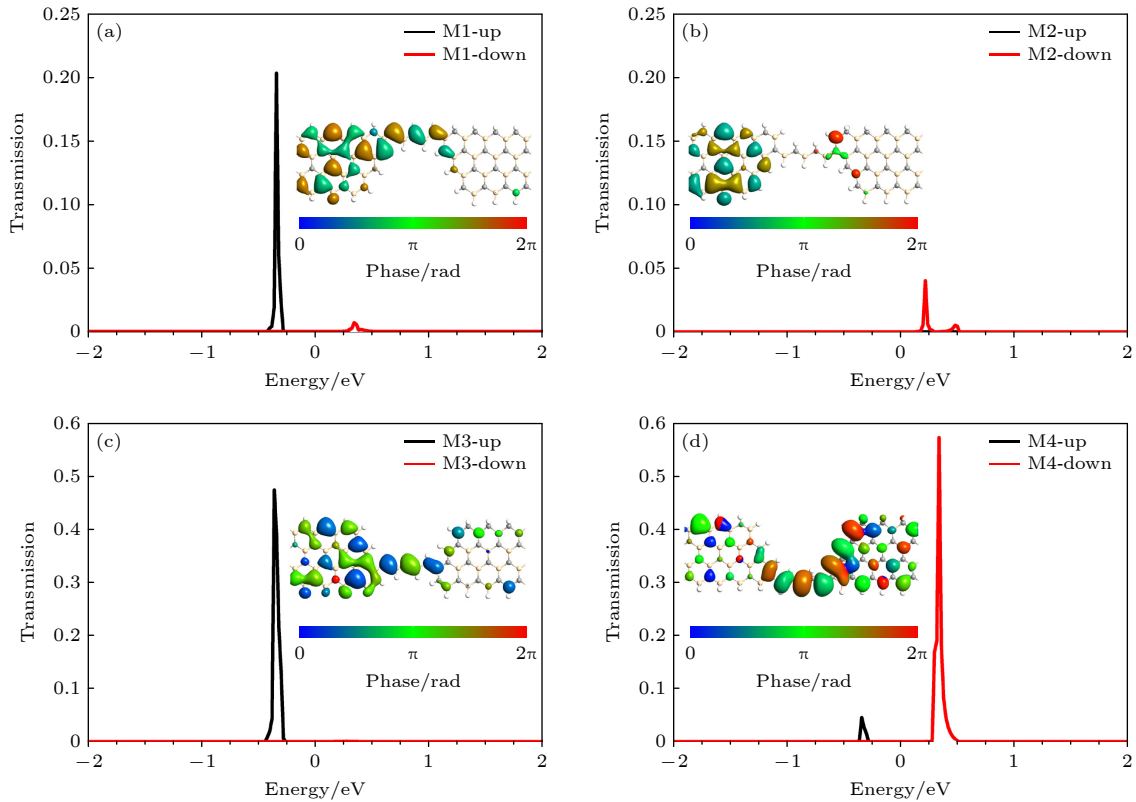 (a)
M1-up
M1-down
0.25
0.20
0.15
0.10
0.05
0
Transmission
0 π 2π
Phase/rad
−2 −1 0 1 2
Energy/eV
(b)
M2-up
M2-down
0.25
0.20
0.15
0.10
0.05
0
Transmission
0 π 2π
Phase/rad
−2 −1 0 1 2
Energy/eV
(c)
M3-up
M3-down
0.6
0.5
0.4
0.3
0.2
0.1
0
Transmission
0 π 2π
Phase/rad
−2 −1 0 1 2
Energy/eV
(d)
M4-up
M4-down
0.6
0.5
0.4
0.3
0.2
0.1
0
Transmission
0 π 2π
Phase/rad
−2 −1 0 1 2
Energy/eV